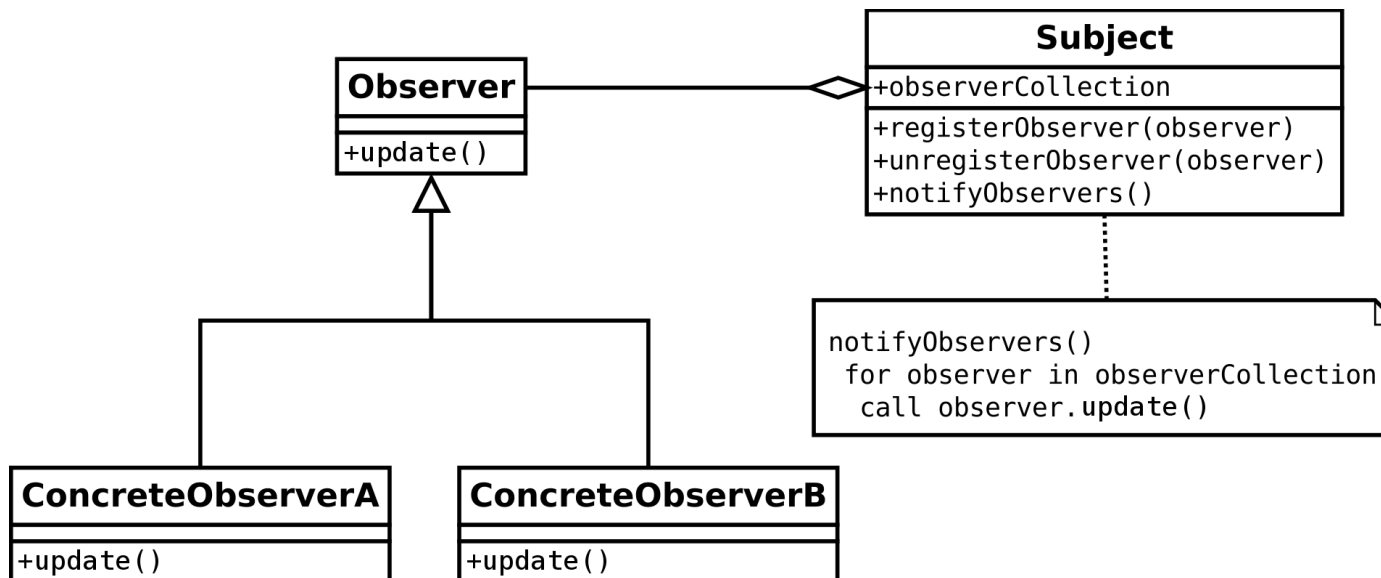 Subject
+observerCollection
+registerObserver(observer)
+unregisterObserver(observer)
+notifyObservers()
Observer
+update()
notifyObservers()
for observer in observerCollection
call observer.update()
ConcreteObserverA
+update()
ConcreteObserverB
+update()